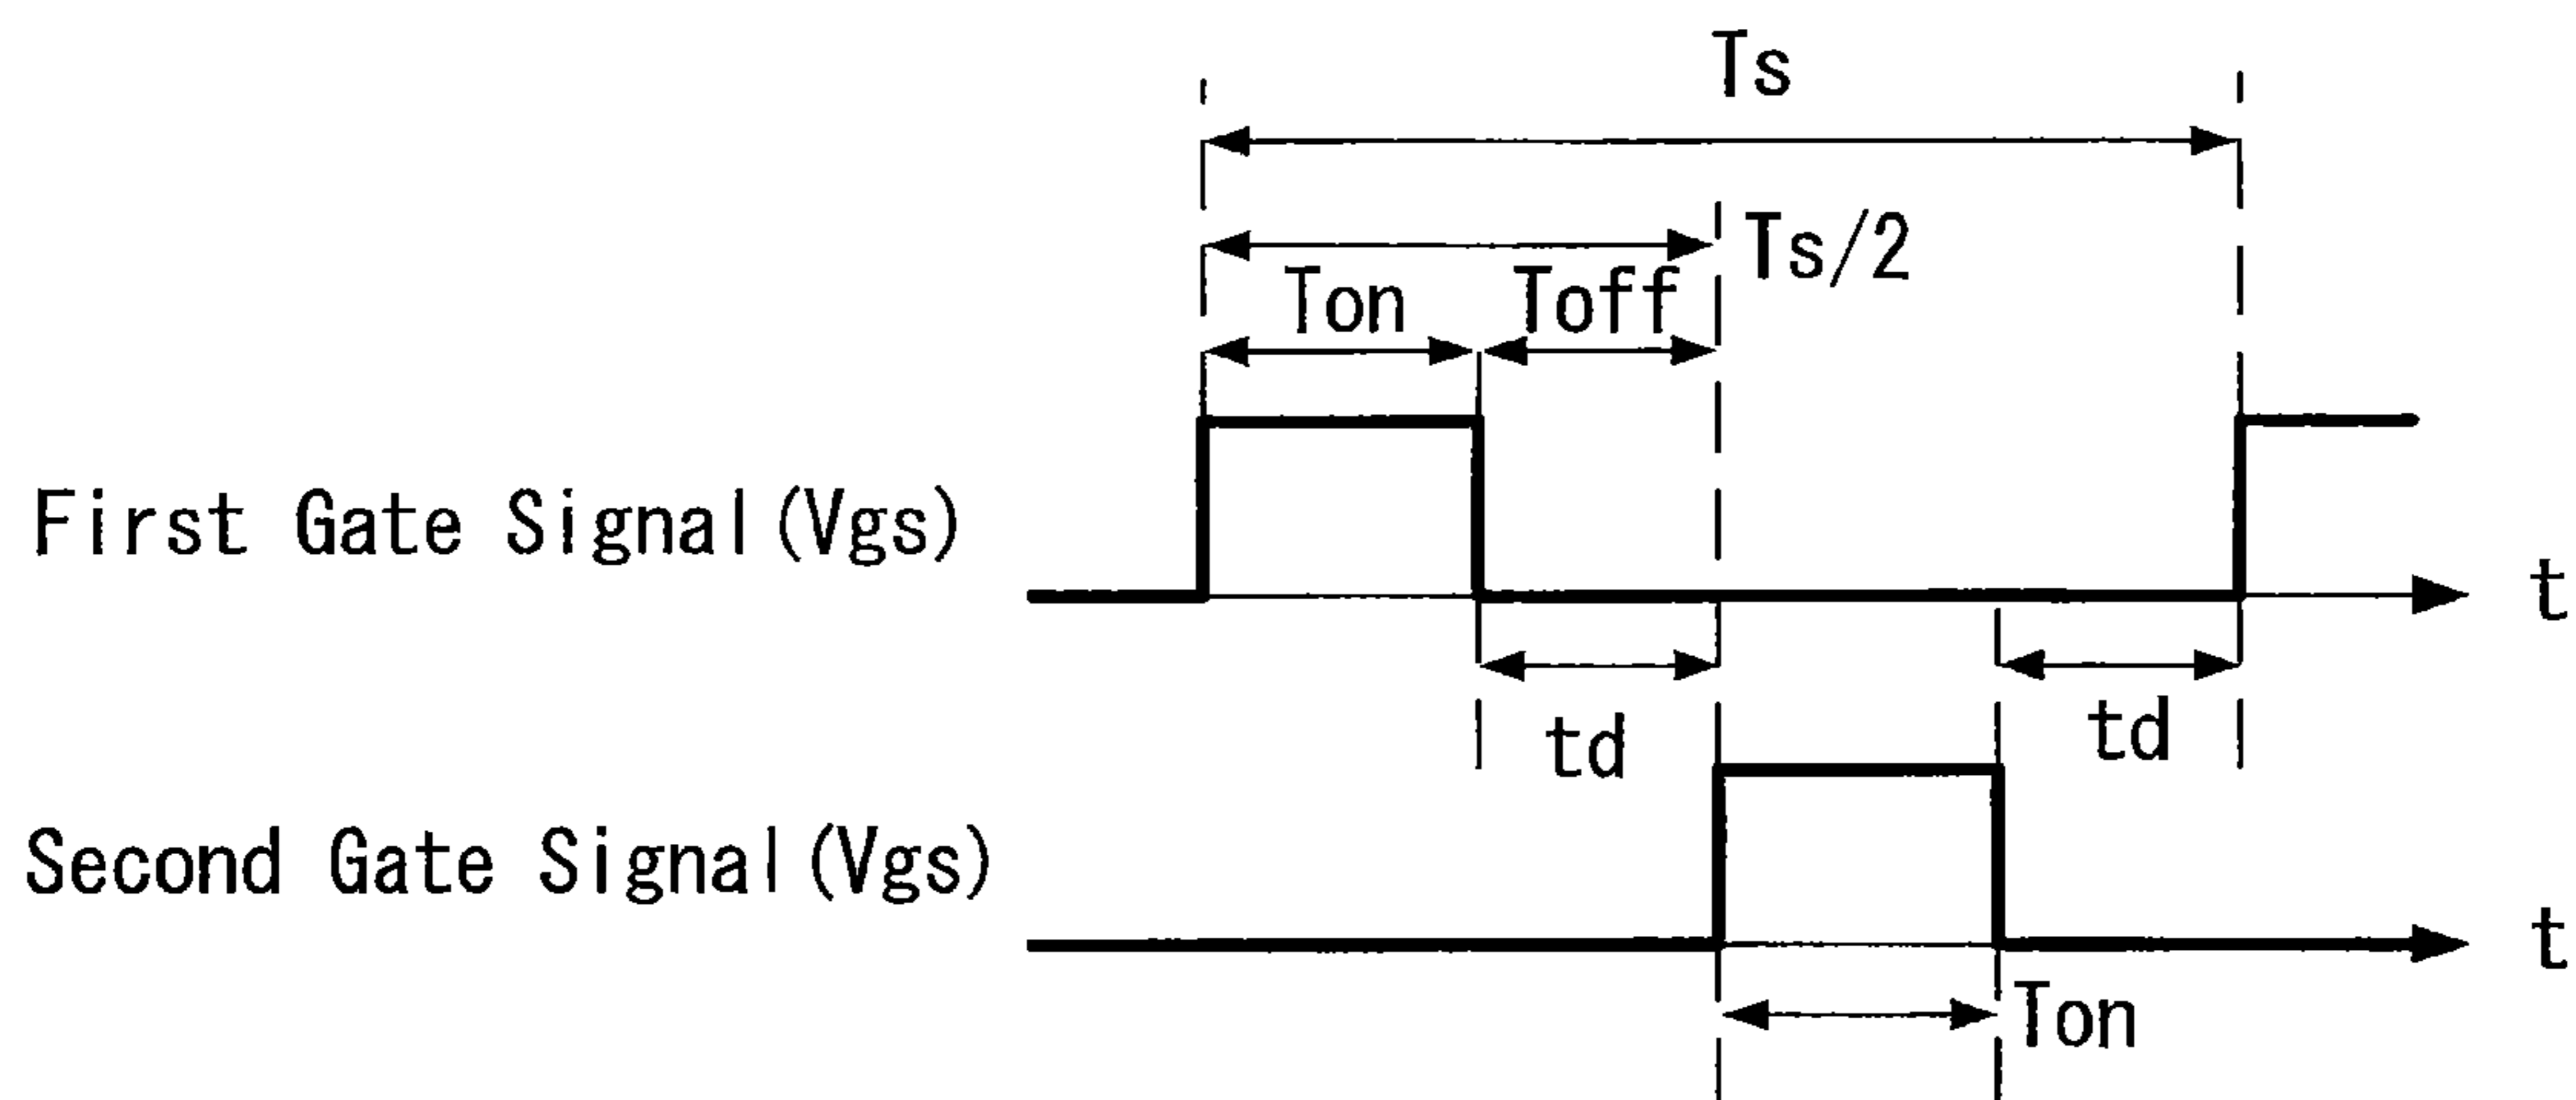 Ts
Ts/2
Ton Toff
First Gate Signal(Vgs)
t
td td
Second Gate Signal(Vgs)
t
Ton